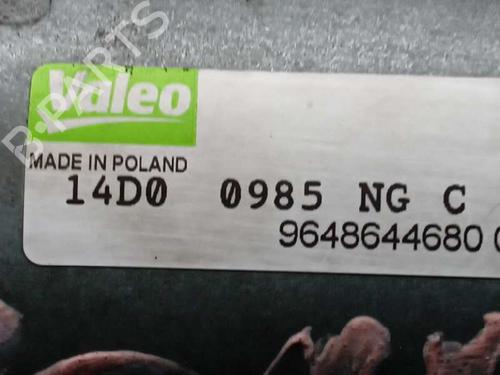 B-PARTS
Valeo
MADE IN POLAND
14D0 0985 NG C
9648644680